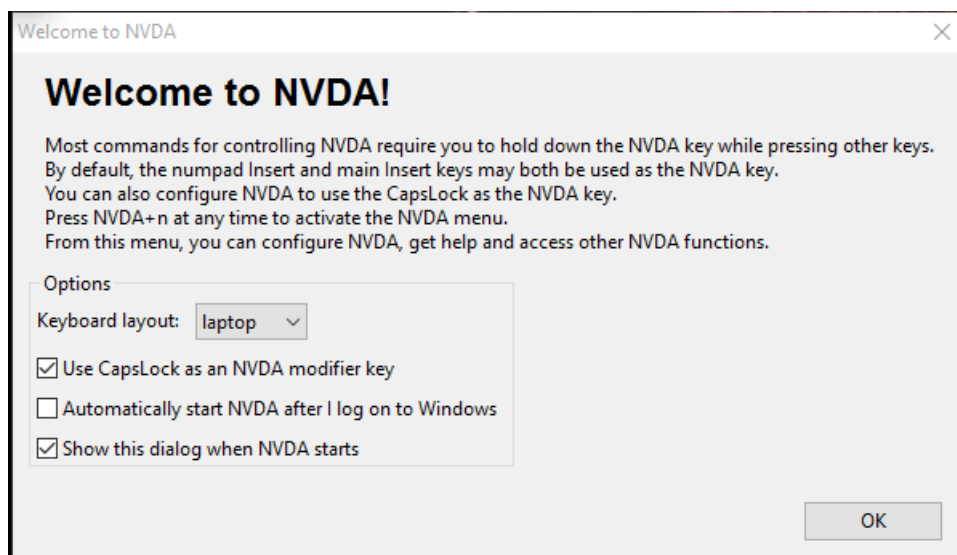 Welcome to NVDA
Welcome to NVDA!
Most commands for controlling NVDA require you to hold down the NVDA key while pressing other keys.
By default, the numpad Insert and main Insert keys may both be used as the NVDA key.
You can also configure NVDA to use the CapsLock as the NVDA key.
Press NVDA+n at any time to activate the NVDA menu.
From this menu, you can configure NVDA, get help and access other NVDA functions.
Options
Keyboard layout: laptop
Use CapsLock as an NVDA modifier key
Automatically start NVDA after I log on to Windows
Show this dialog when NVDA starts
OK